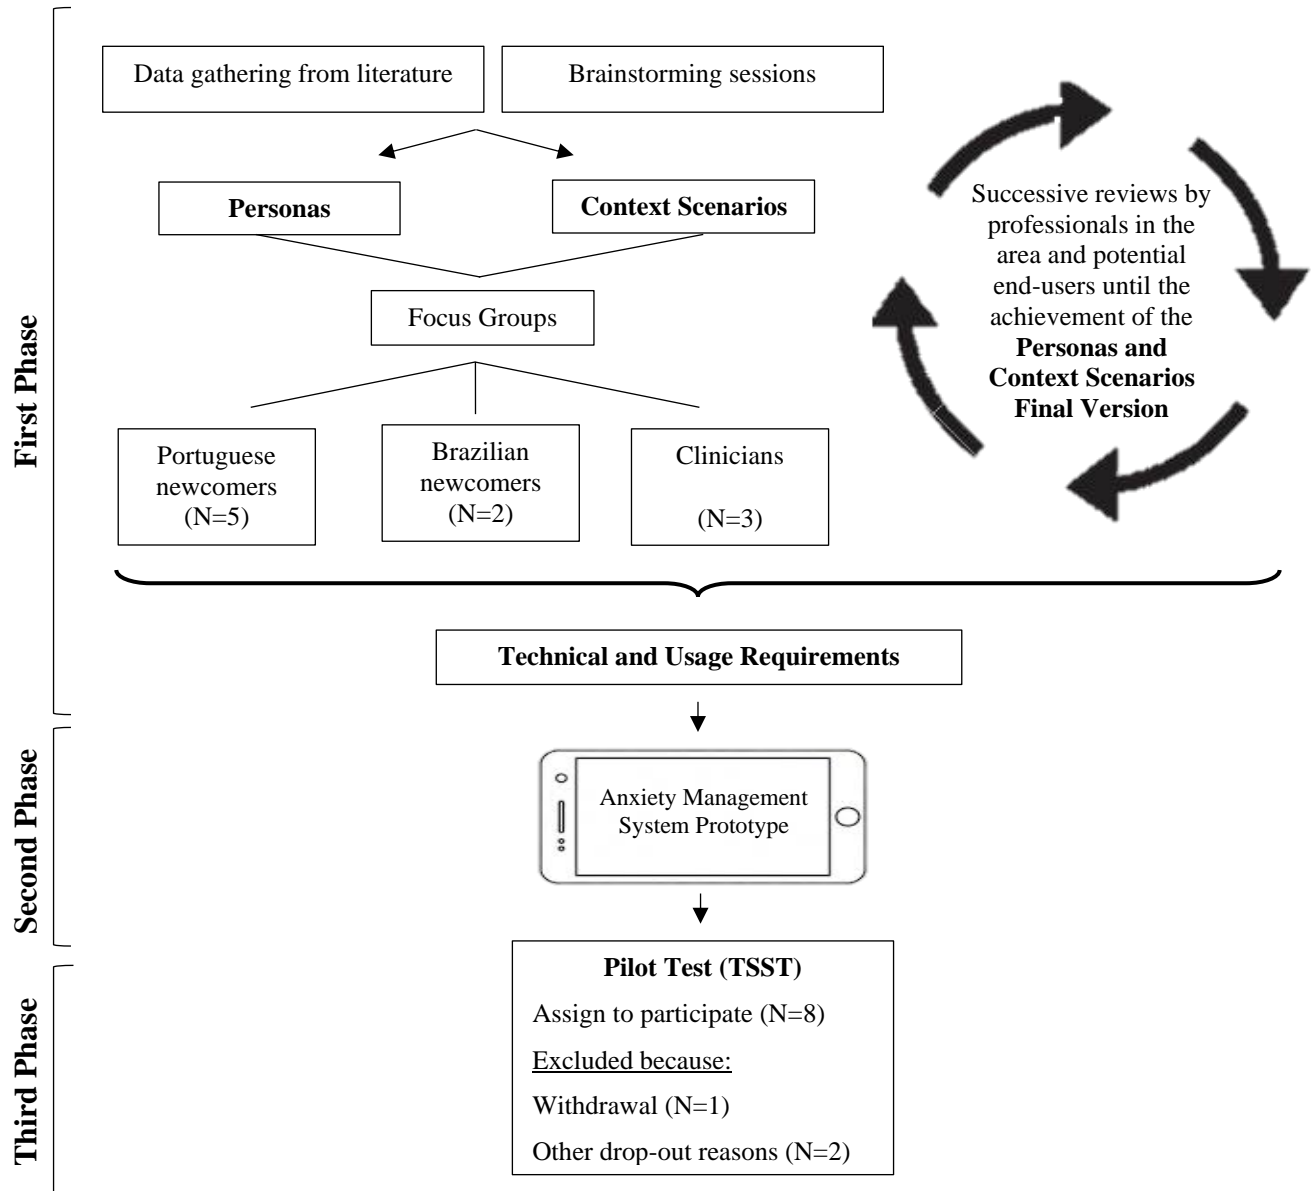 First Phase
Data gathering from literature
Brainstorming sessions
Personas
Context Scenarios
Focus Groups
Portuguese
newcomers
(N=5)
Brazilian
newcomers
(N=2)
Clinicians
(N=3)
Successive reviews by
professionals in the
area and potential
end-users until the
achievement of the
Personas and
Context Scenarios
Final Version
Technical and Usage Requirements
Second Phase
Anxiety Management
System Prototype
Third Phase
Pilot Test (TSST)
Assign to participate (N=8)
Excluded because:
Withdrawal (N=1)
Other drop-out reasons (N=2)